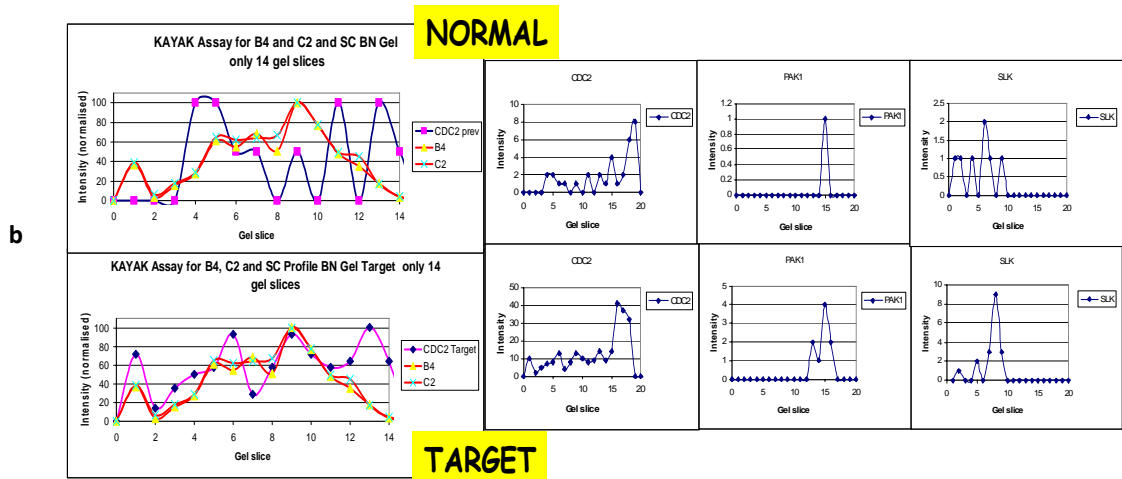 b
NORMAL
KAYAK Assay for B4 and C2 and SC BN Gel
only 14 gel slices
Intensity (normalised)
100
80
60
40
20
0
0 2 4 6 8 10 12 14
Gel slice
CDC2 prev
B4
C2
CDC2
Intensity
10
8
6
4
2
0
0 5 10 15 20
Gel slice
CDC2
PAK1
Intensity
1.2
1
0.8
0.6
0.4
0.2
0
0 5 10 15 20
Gel slice
PAK1
SLK
Intensity
2.5
2
1.5
1
0.5
0
0 5 10 15 20
Gel slice
SLK
KAYAK Assay for B4, C2 and SC Profile BN Gel Target only 14
gel slices
Intensity (normalised)
100
80
60
40
20
0
0 2 4 6 8 10 12 14
Gel slice
CDC2 Target
B4
C2
CDC2
Intensity
50
40
30
20
10
0
0 5 10 15 20
Gel slice
CDC2
PAK1
Intensity
5
4
3
2
1
0
0 5 10 15 20
Gel slice
PAK1
SLK
Intensity
10
8
6
4
2
0
0 5 10 15 20
Gel slice
SLK
TARGET